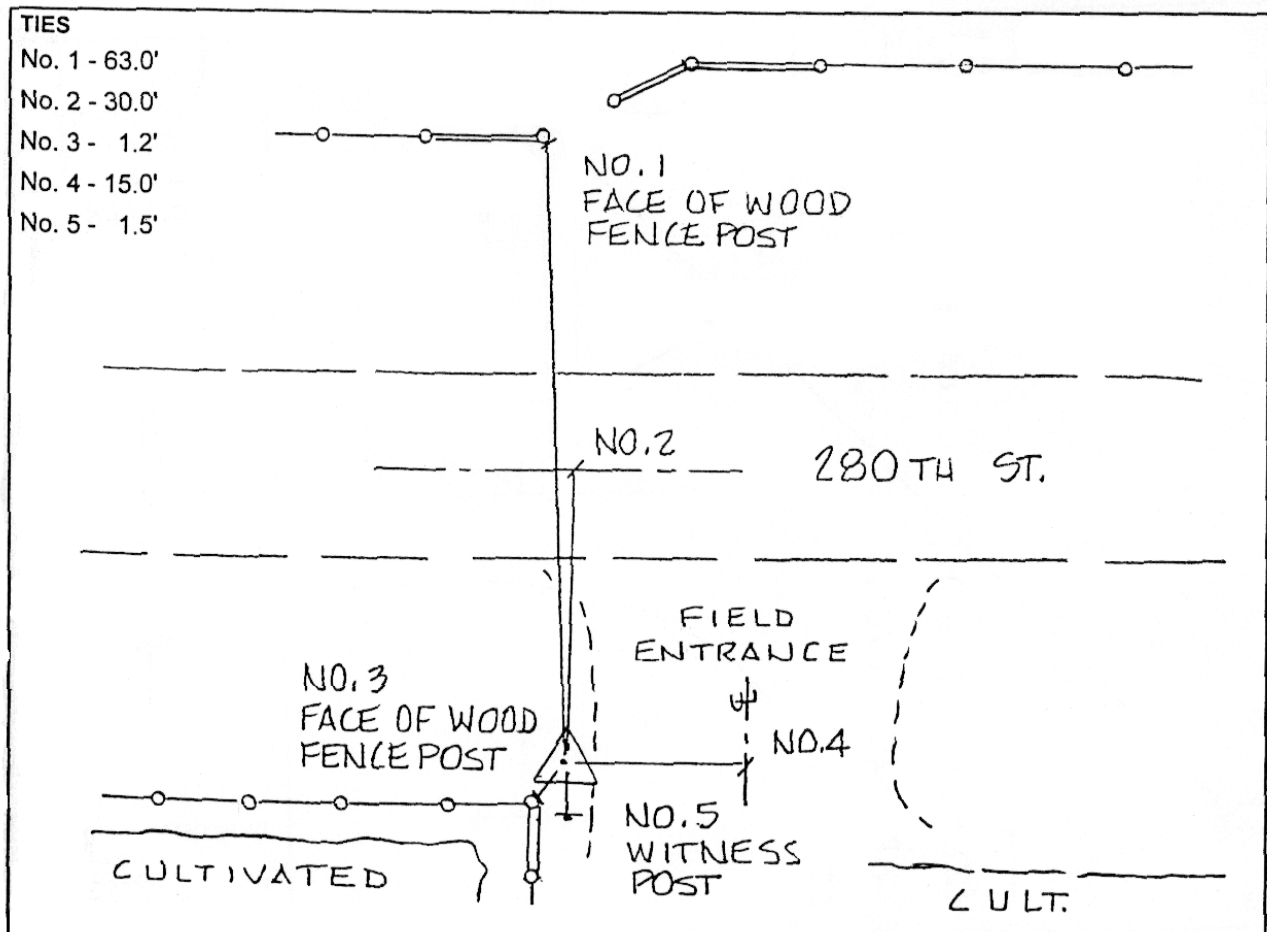 TIES
No. 1 - 63.0'
No. 2 - 30.0'
No. 3 - 1.2'
No. 4 - 15.0'
No. 5 - 1.5'
NO. 1
FACE OF WOOD
FENCE POST
NO. 2
280TH ST.
FIELD
ENTRANCE
NO. 3
FACE OF WOOD
FENCE POST
NO. 4
NO. 5
WITNESS
POST
CULTIVATED
CULT.